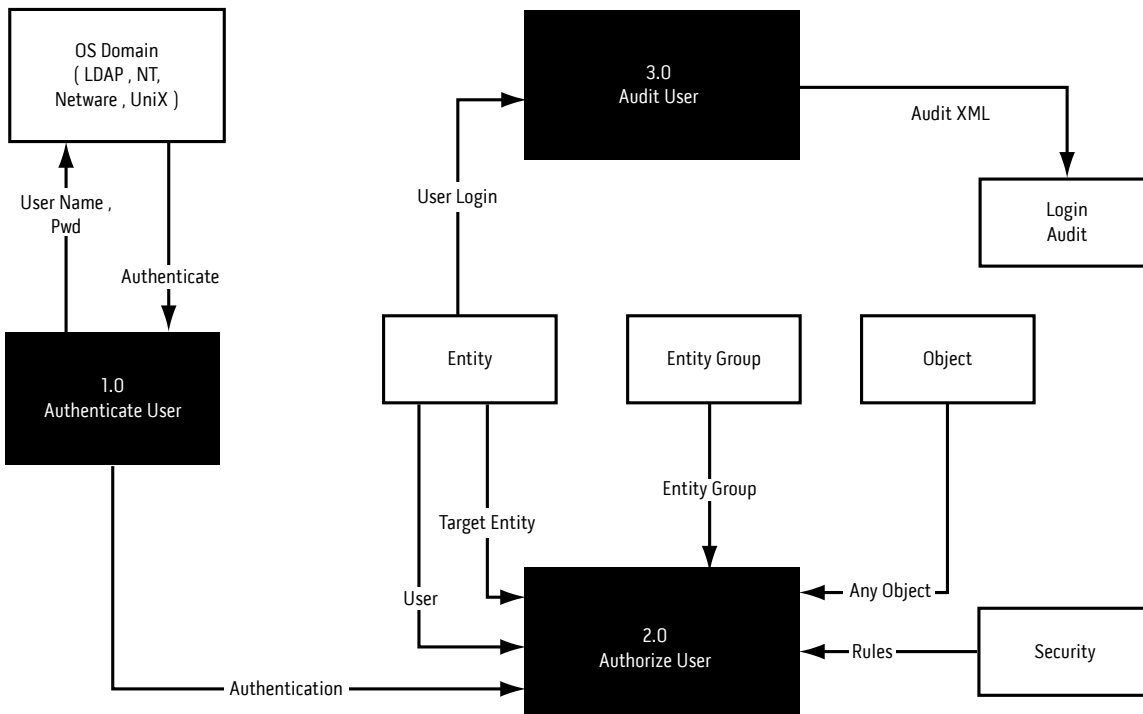 OS Domain
( LDAP , NT,
Netware , UniX )
3.0
Audit User
Audit XML
User Name ,
Pwd
User Login
Login
Audit
Authenticate
1.0
Authenticate User
Entity
Entity Group
Object
Entity Group
Target Entity
User
Any Object
2.0
Authorize User
Rules
Security
Authentication